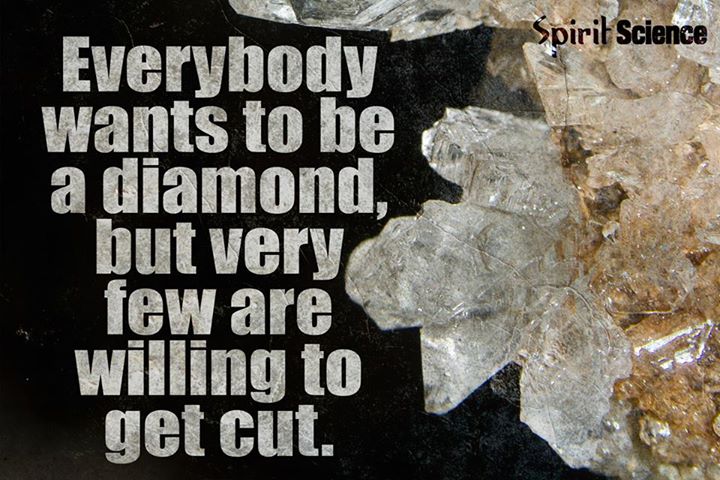 Spirit Science
Everybody
wants to be
a diamond,
but very
few are
willing to
get cut.